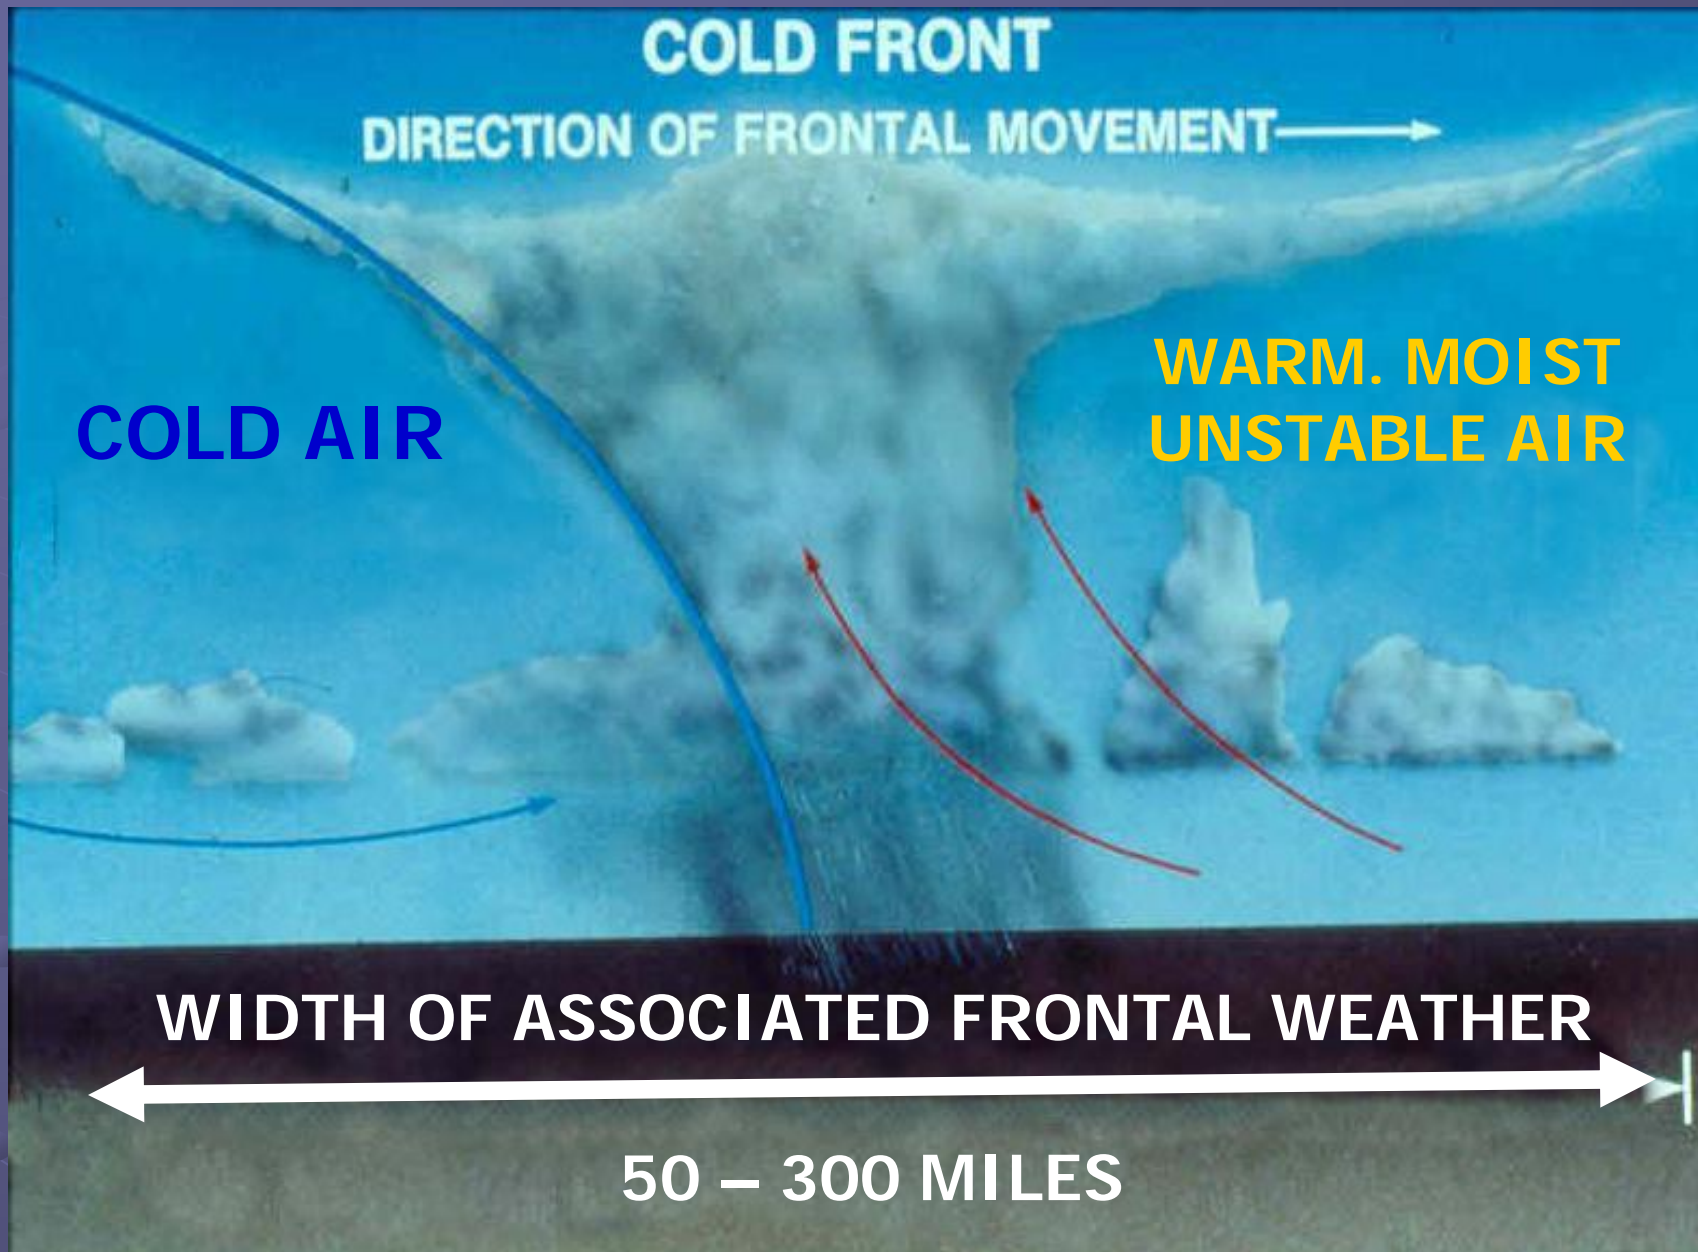 COLD FRONT
DIRECTION OF FRONTAL MOVEMENT
COLD AIR
WARM. MOIST
UNSTABLE AIR
WIDTH OF ASSOCIATED FRONTAL WEATHER
50 – 300 MILES